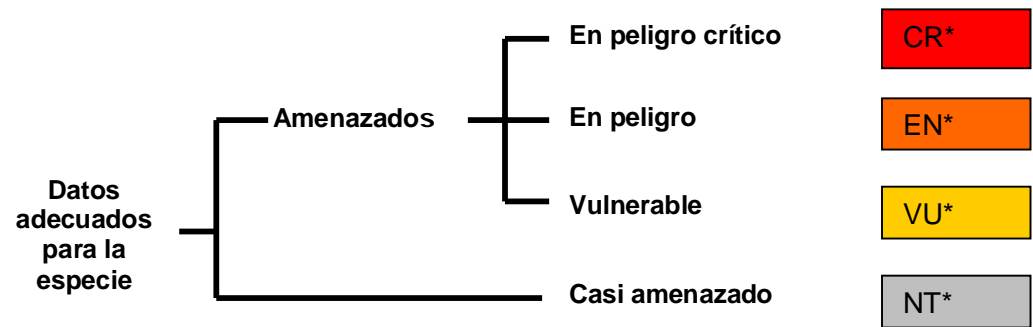 En peligro crítico CR*
Amenazados En peligro EN*
Datos
adecuados
para la
especie
Vulnerable VU*
Casi amenazado NT*